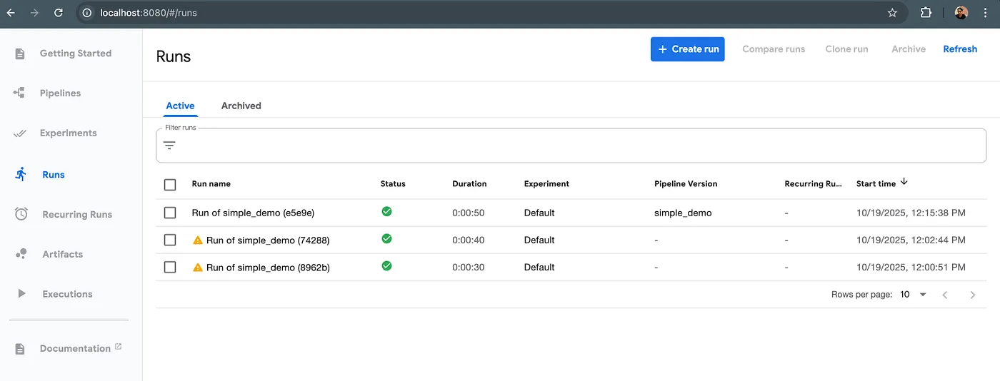 localhost:8080/#/runs
Getting Started
Pipelines
Experiments
Runs
Recurring Runs
Artifacts
Executions
Documentation
Runs
+ Create run Compare runs Clone run Archive Refresh
Active Archived
Filter runs
Run name Status Duration Experiment Pipeline Version Recurring Ru... Start time
Run of simple_demo (e5e9e) 0:00:50 Default simple_demo - 10/19/2025, 12:15:38 PM
Run of simple_demo (74288) 0:00:40 Default - - 10/19/2025, 12:02:44 PM
Run of simple_demo (8962b) 0:00:30 Default - - 10/19/2025, 12:00:51 PM
Rows per page: 10